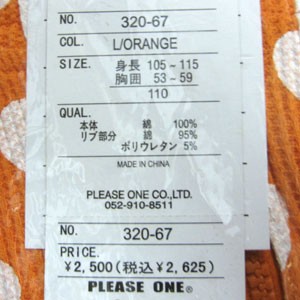 NO. 320-67
COL. L/ORANGE
SIZE. 身長 105~115
胸囲 53~59
110
QUAL.
本体 綿 100%
リブ部分 綿 95%
ポリウレタン 5%
MADE IN CHINA
PLEASE ONE CO.,LTD.
052-910-8511
NO. 320-67
PRICE.
¥2,500(税込¥2,625)
PLEASE ONE®